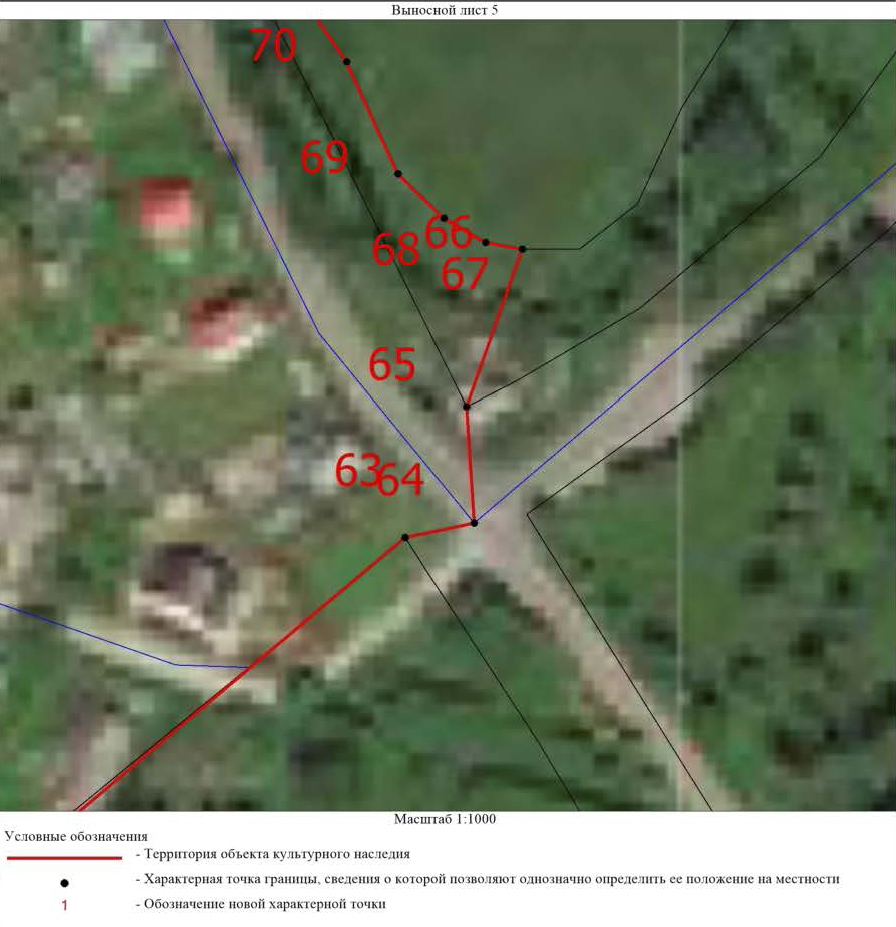 Выносной лист 5
70
69
66
68
67
65
63
64
Масштаб 1:1000
Условные обозначения
- Территория объекта культурного наследия
- Характерная точка границы, сведения о которой позволяют однозначно определить ее положение на местности
1 - Обозначение новой характерной точки